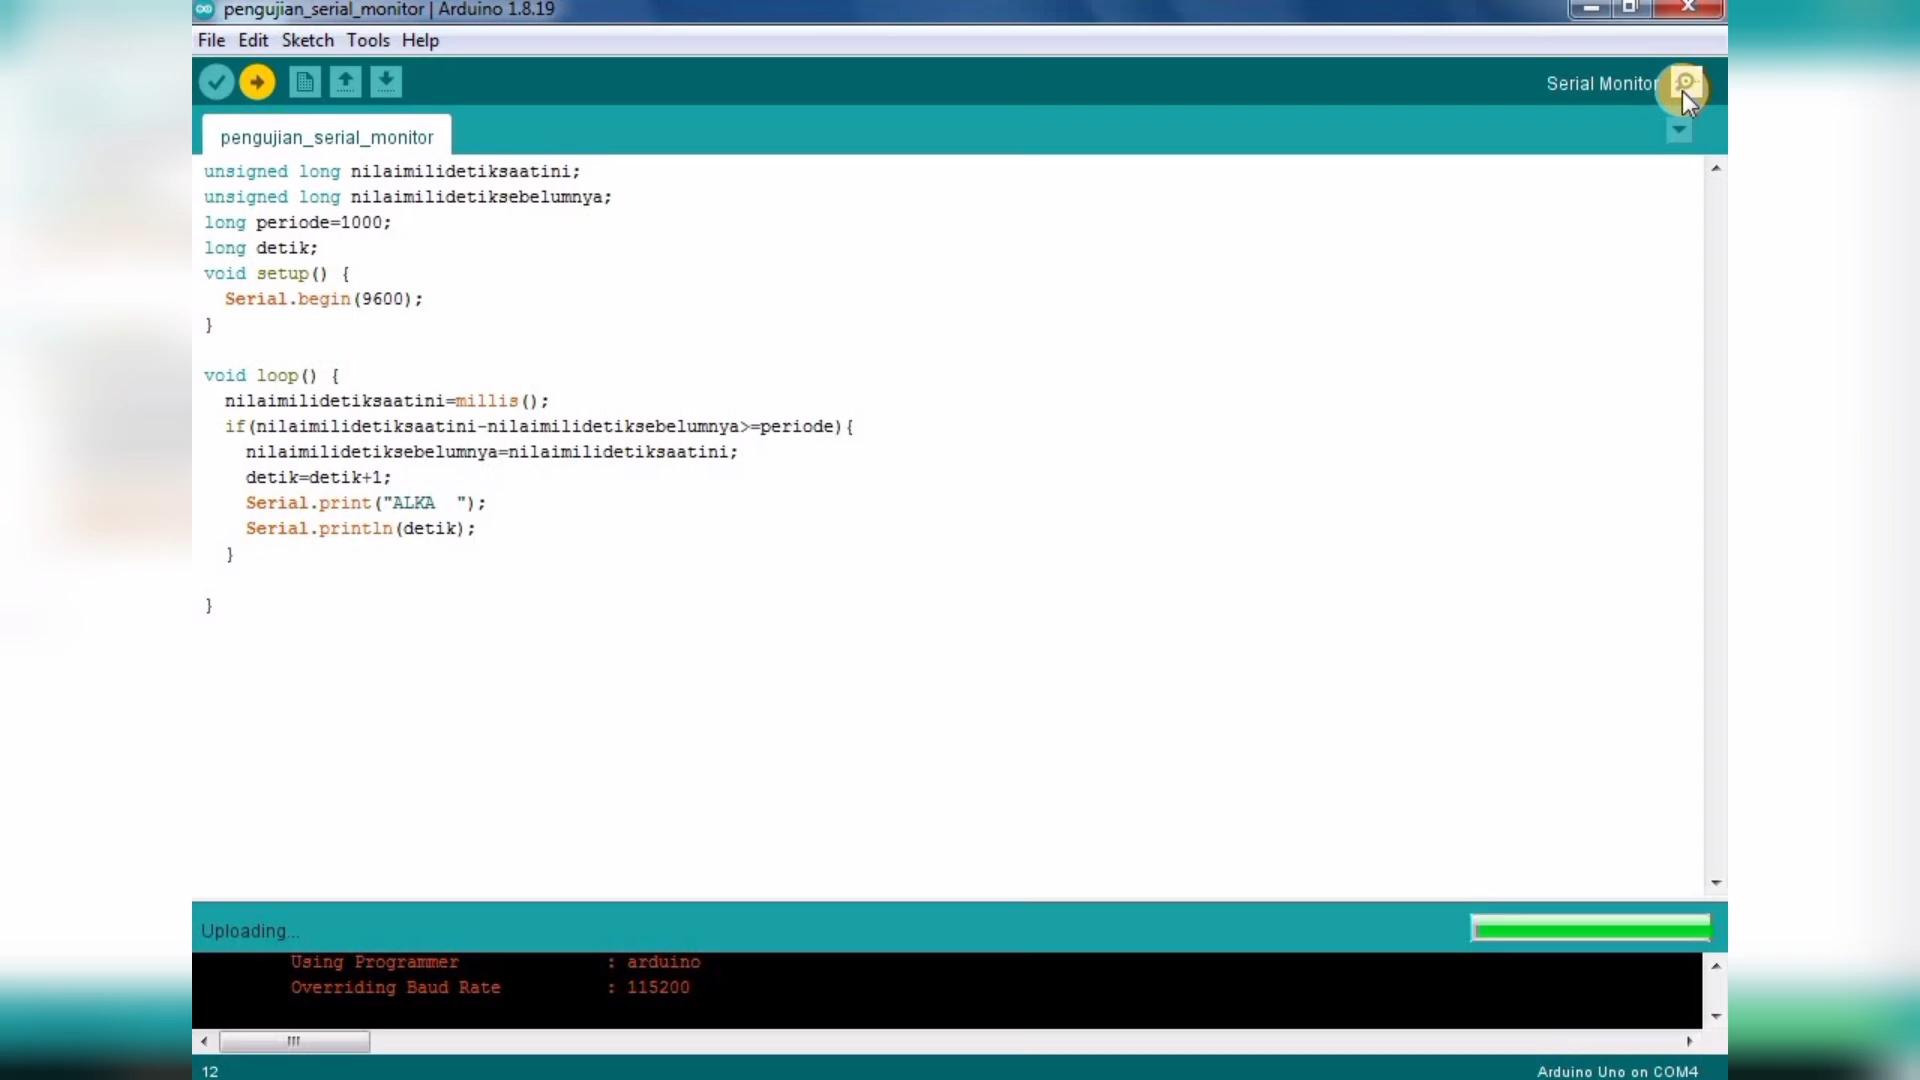 pengujian_serial_monitor | Arduino 1.8.19
File Edit Sketch Tools Help
Serial Monitor
pengujian_serial_monitor
unsigned long nilaimilidetiksaatini;
unsigned long nilaimilidetiksebelumnya;
long periode=1000;
long detik;
void setup() {
  Serial.begin(9600);
}
void loop() {
  nilaimilidetiksaatini=millis();
  if(nilaimilidetiksaatini-nilaimilidetiksebelumnya>=periode){
    nilaimilidetiksebelumnya=nilaimilidetiksaatini;
    detik=detik+1;
    Serial.print("ALKA  ");
    Serial.println(detik);
  }
}
Uploading...
Using Programmer : arduino
Overriding Baud Rate : 115200
12 Arduino Uno on COM4